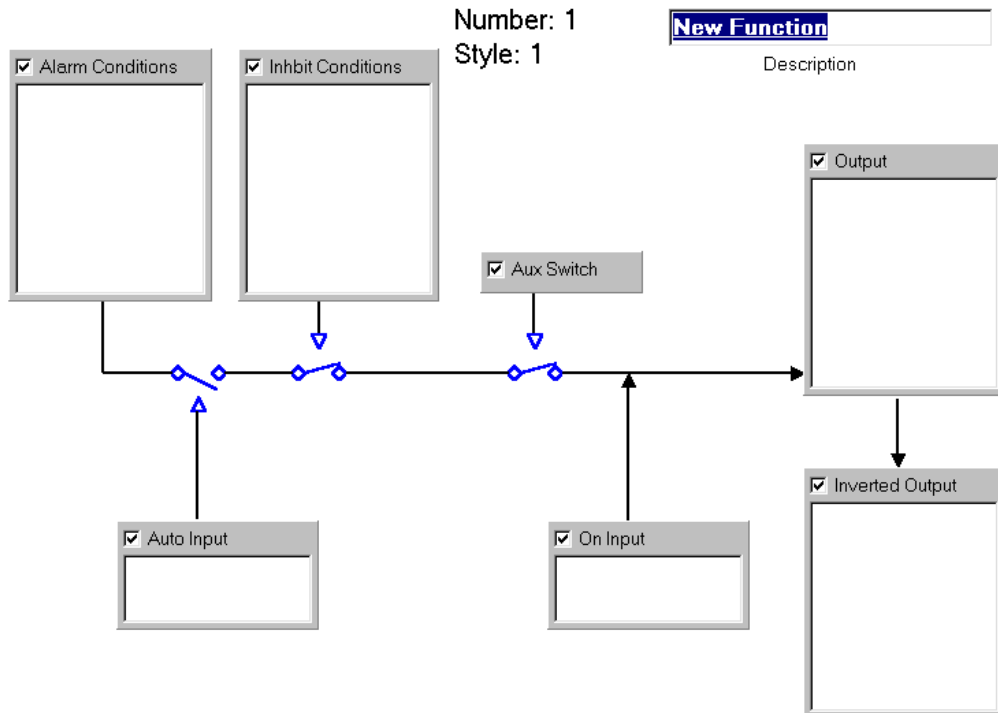 Number: 1
Style: 1
New Function
Description
Alarm Conditions
Inhbit Conditions
Output
Aux Switch
Inverted Output
Auto Input
On Input